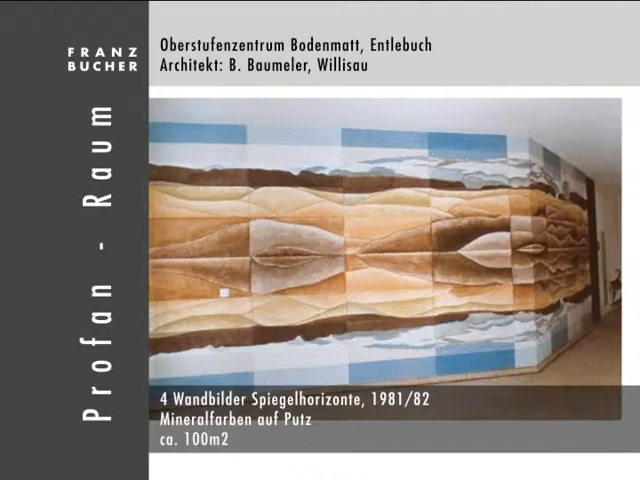 FRANZ
BUCHER
Profan - Raum
Oberstufenzentrum Bodenmatt, Entlebuch
Architekt: B. Baumeler, Willisau
4 Wandbilder Spiegelhorizonte, 1981/82
Mineralfarben auf Putz
ca. 100m2